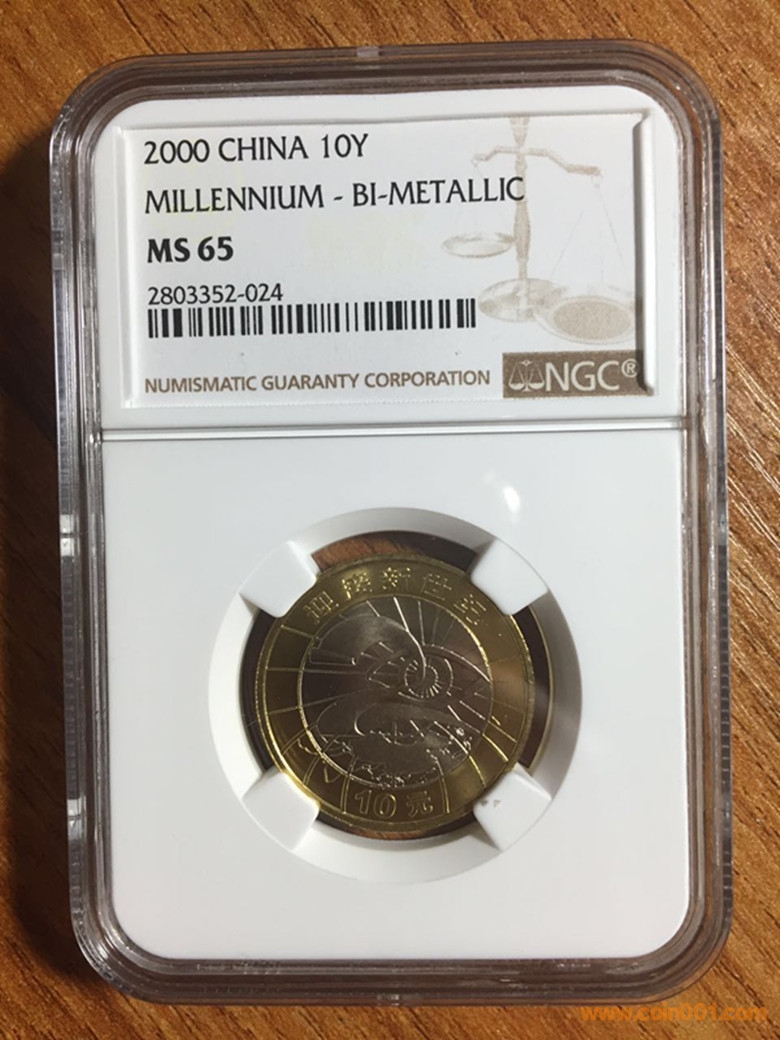 2000 CHINA 10Y
MILLENNIUM - BI-METALLIC
MS 65
2803352-024
NUMISMATIC GUARANTY CORPORATION
NGC®
迎接新世纪
10元
www.coin001.com